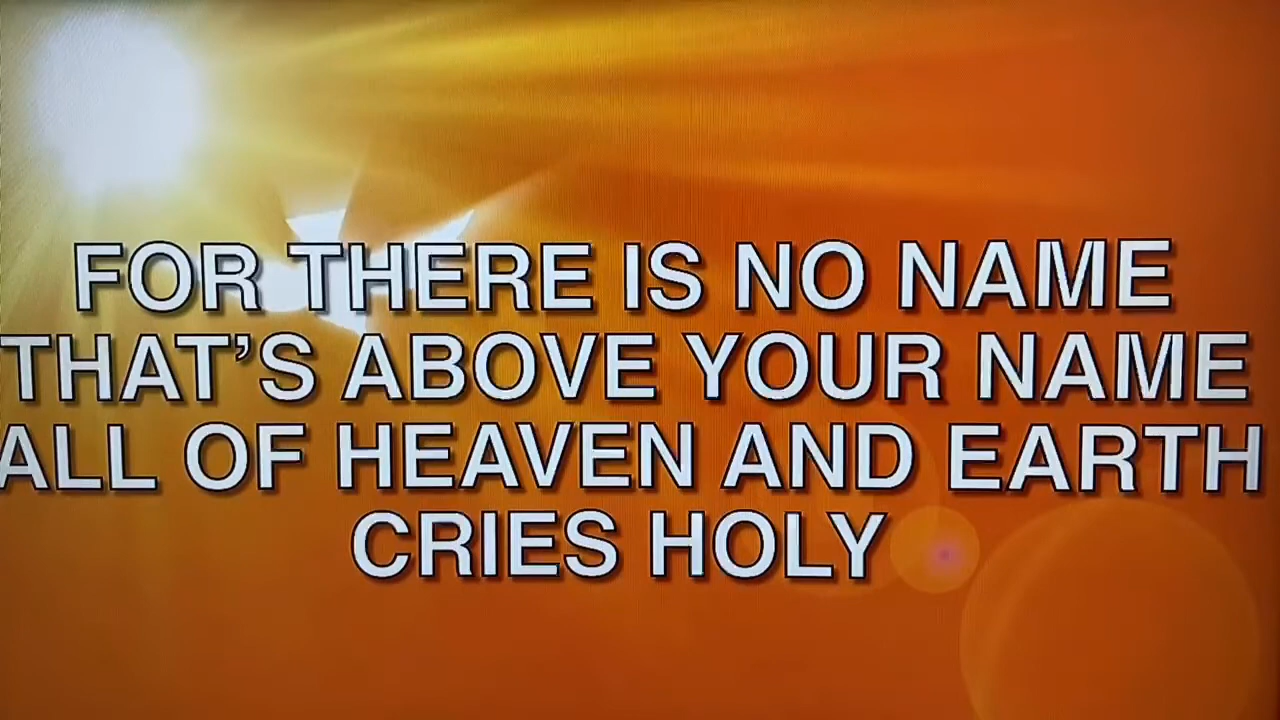 FOR THERE IS NO NAME
THAT'S ABOVE YOUR NAME
ALL OF HEAVEN AND EARTH
CRIES HOLY